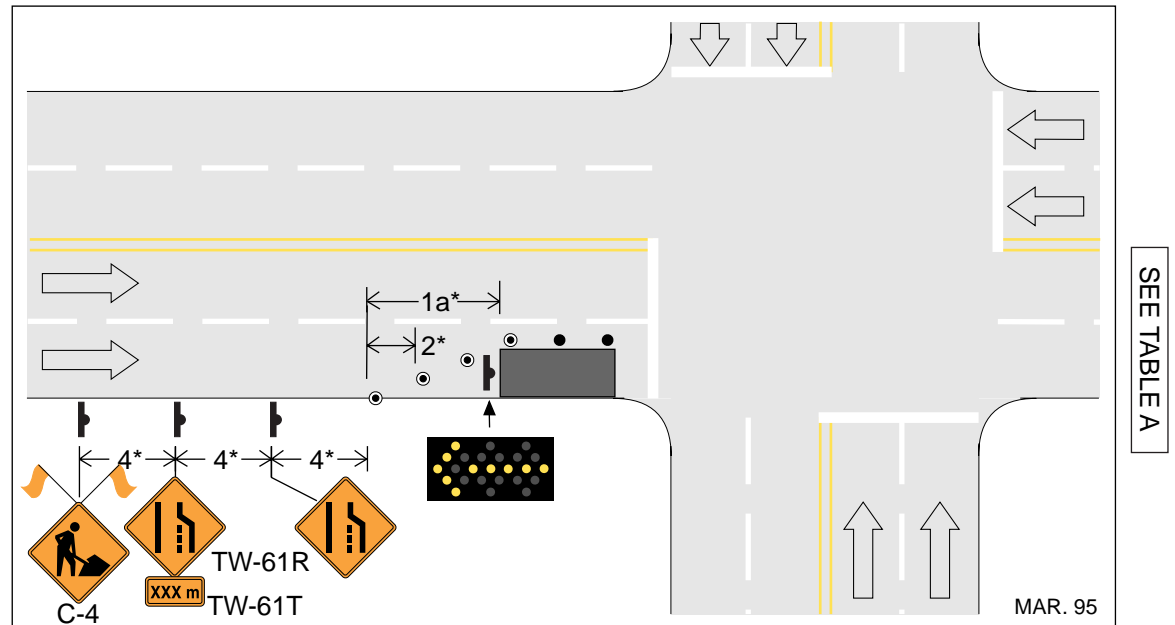 1a*
2*
4* 4* 4*
TW-61R
XXX m
TW-61T
C-4
MAR. 95
SEE TABLE A